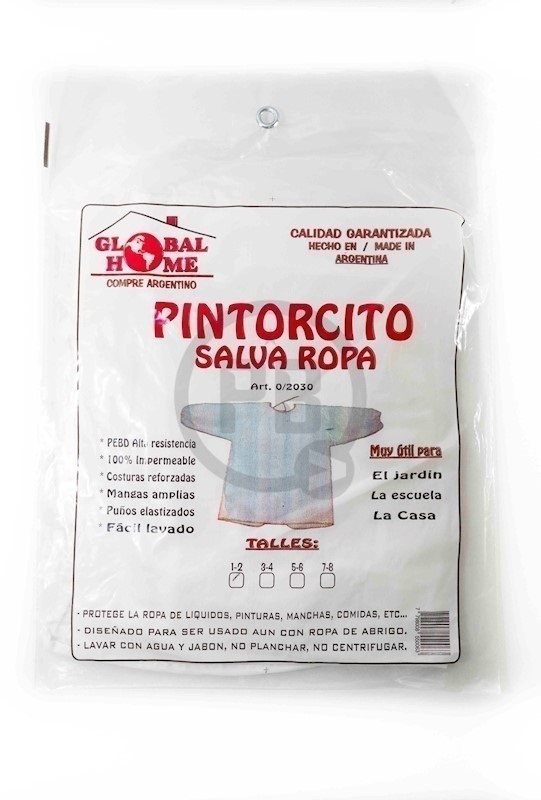 GLOBAL
HOME
COMPRE ARGENTINO
CALIDAD GARANTIZADA
HECHO EN / MADE IN
ARGENTINA
PINTORCITO
SALVA ROPA
Art. 0/2030
* PEBD Alta resistencia
* 100% Impermeable
* Costuras reforzadas
* Mangas amplias
* Puños elastizados
* Fácil lavado
Muy útil para
El jardín
La escuela
La Casa
TALLES:
1-2 3-4 5-6 7-8
- PROTEGE LA ROPA DE LIQUIDOS, PINTURAS, MANCHAS, COMIDAS, ETC...
- DISEÑADO PARA SER USADO AUN CON ROPA DE ABRIGO.
- LAVAR CON AGUA Y JABON, NO PLANCHAR, NO CENTRIFUGAR.